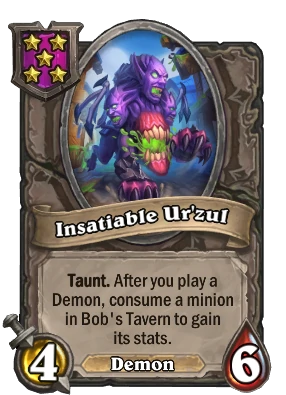 Insatiable Ur'zul
Taunt. After you play a
Demon, consume a minion
in Bob's Tavern to gain
its stats.
4
Demon
6